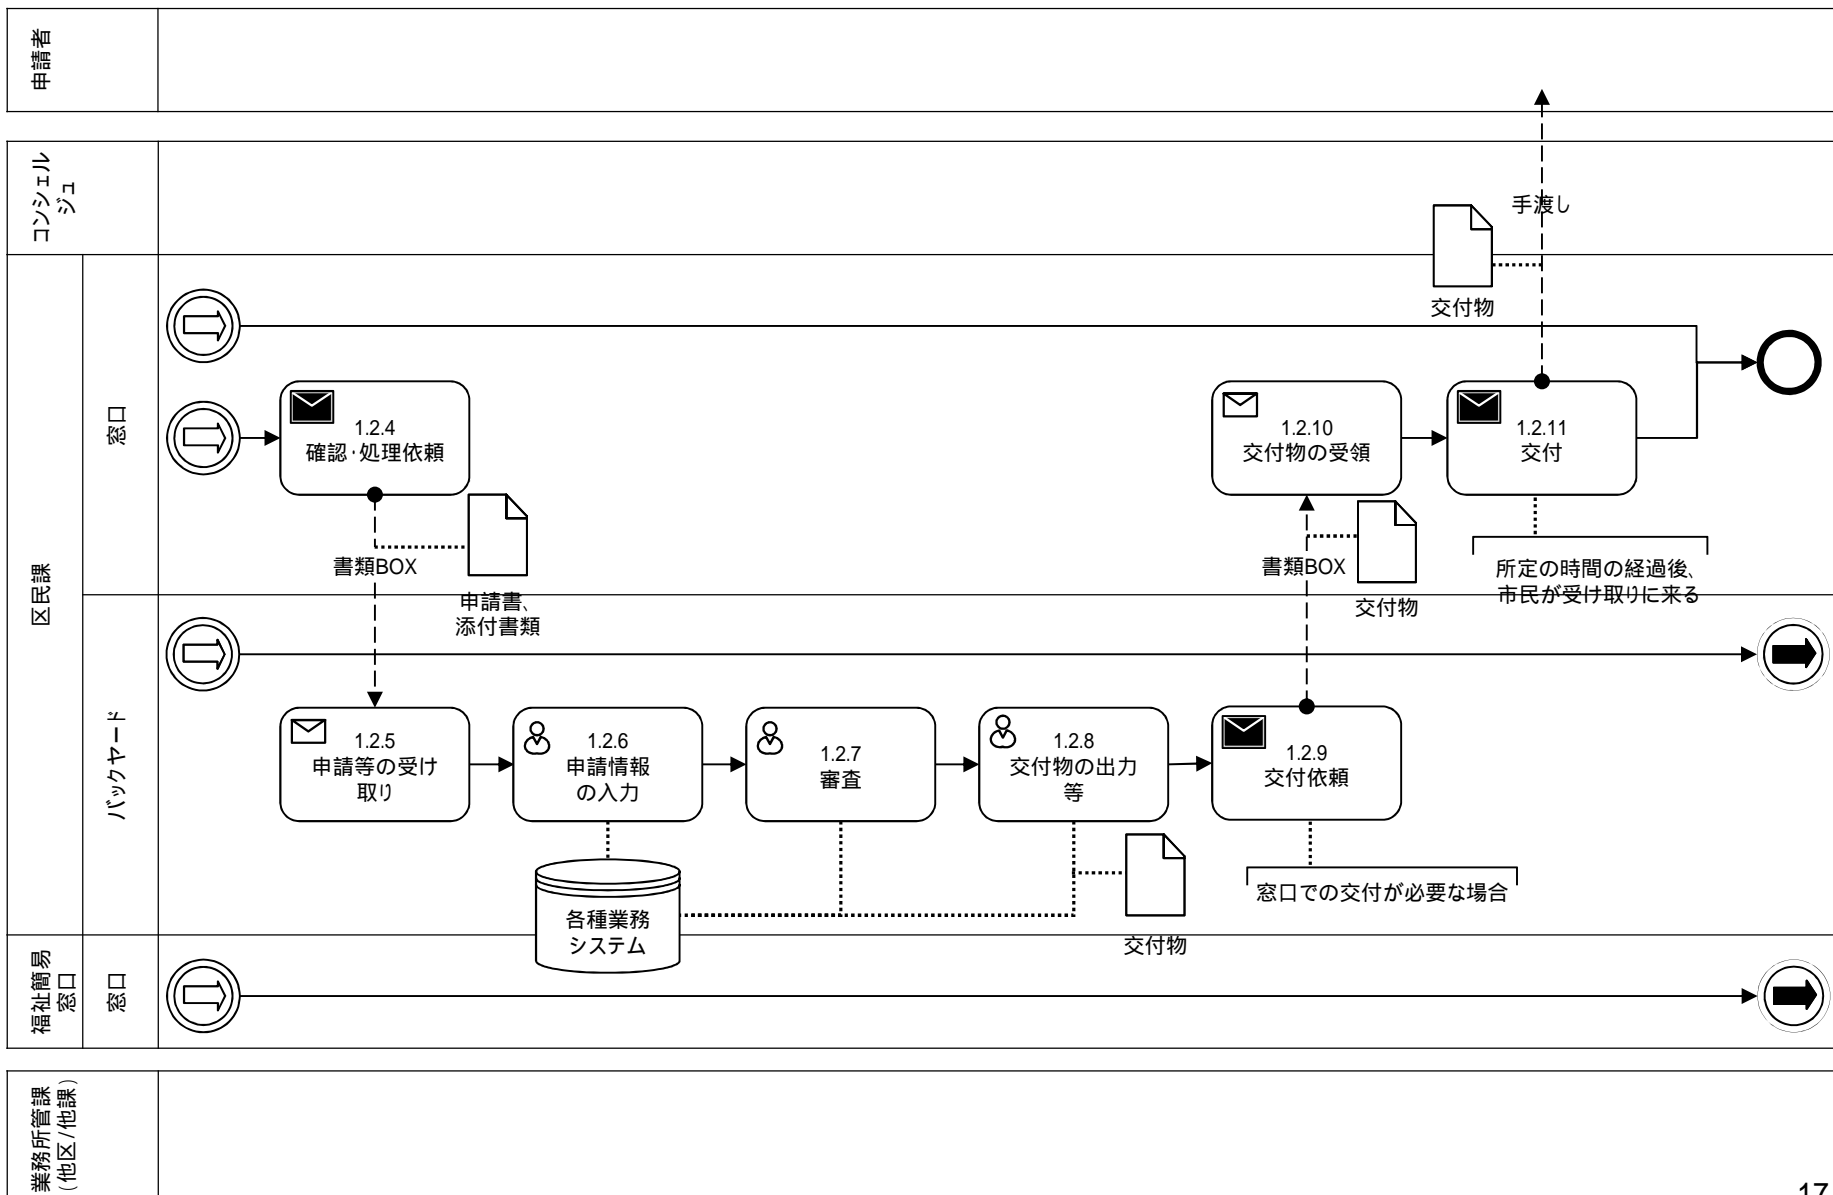 申請者
コンシェル
ジュ
手渡し
交付物
区民課
窓口
1.2.4
確認・処理依頼
1.2.10
交付物の受領
1.2.11
交付
書類BOX
申請書、
添付書類
書類BOX
交付物
所定の時間の経過後、
市民が受け取りに来る
バックヤード
1.2.5
申請等の受け
取り
1.2.6
申請情報
の入力
1.2.7
審査
1.2.8
交付物の出力
等
1.2.9
交付依頼
各種業務
システム
交付物
窓口での交付が必要な場合
福祉簡易
窓口
窓口
業務所管課
(他区/他課)
17